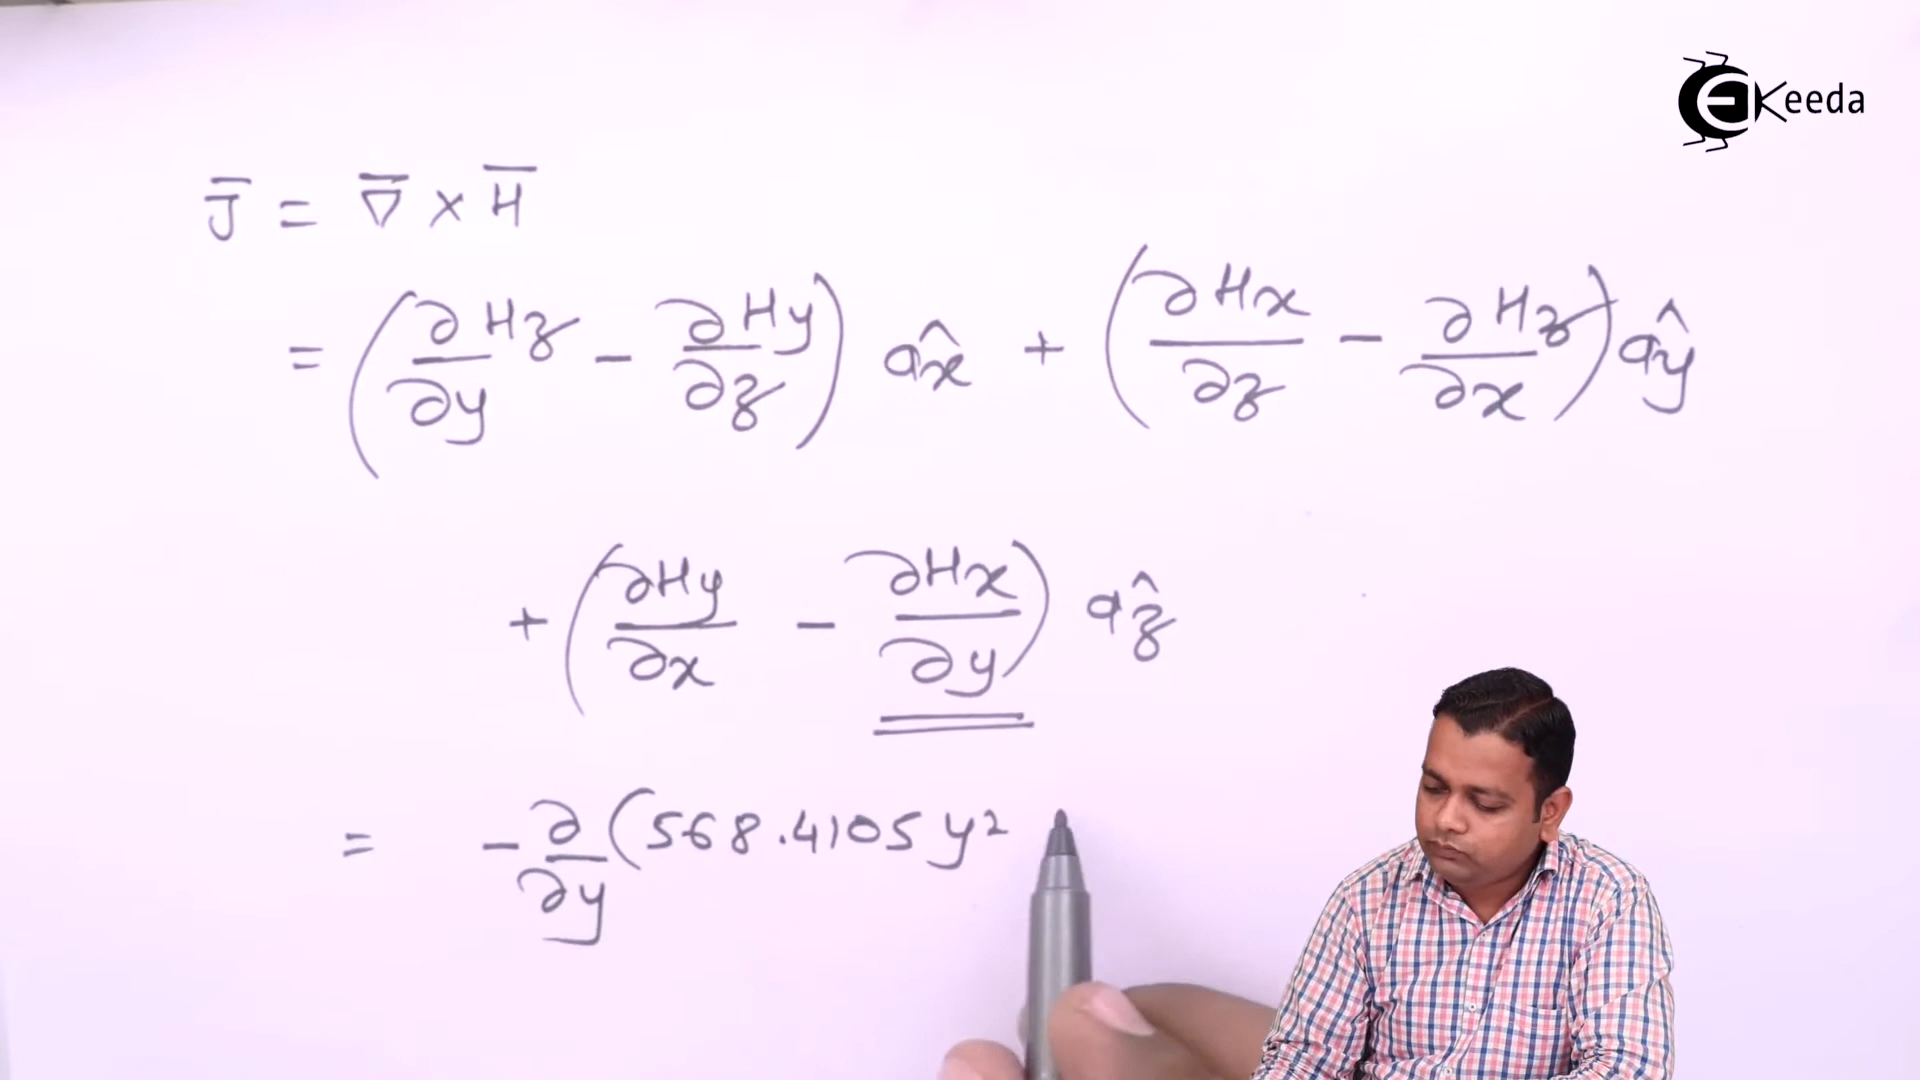 Keeda
J̅ = ∇̅ × H̅
= (∂Hz/∂y − ∂Hy/∂z) âx + (∂Hx/∂z − ∂Hz/∂x) ây
+ (∂Hy/∂x − ∂Hx/∂y) âz
= −∂/∂y (568.4105 y²